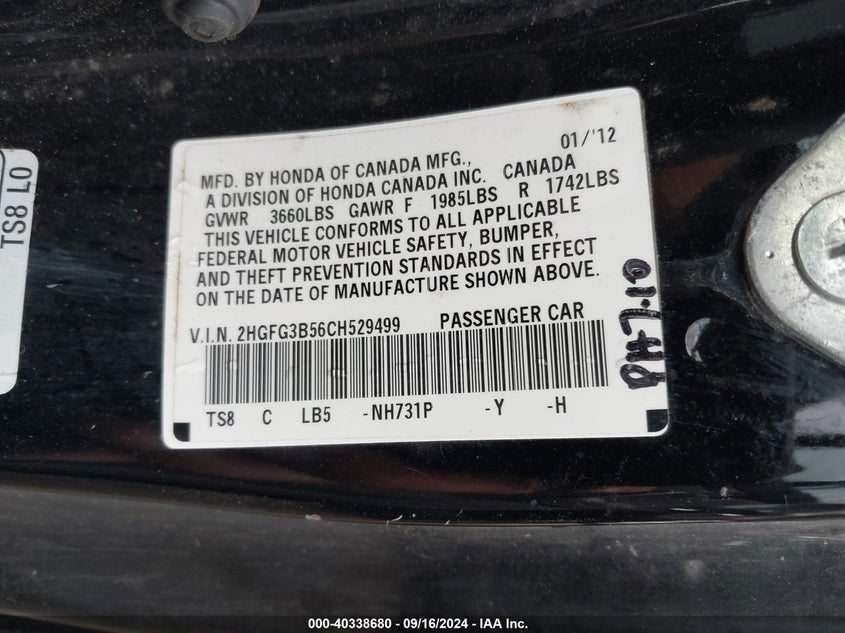 01/'12
MFD. BY HONDA OF CANADA MFG.,
A DIVISION OF HONDA CANADA INC. CANADA
GVWR 3660LBS GAWR F 1985LBS R 1742LBS
THIS VEHICLE CONFORMS TO ALL APPLICABLE
FEDERAL MOTOR VEHICLE SAFETY, BUMPER,
AND THEFT PREVENTION STANDARDS IN EFFECT
ON THE DATE OF MANUFACTURE SHOWN ABOVE.
V.I.N. 2HGFG3B56CH529499 PASSENGER CAR
TS8 C LB5 -NH731P -Y -H
TS8 LO
000-40338680 - 09/16/2024 - IAA Inc.